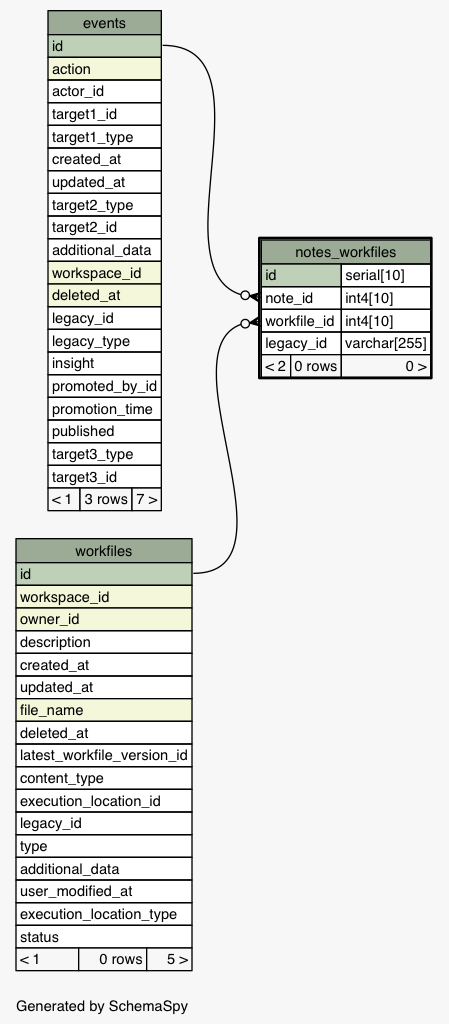 events
id
action
actor_id
target1_id
target1_type
created_at
updated_at
target2_type
target2_id
additional_data
workspace_id
deleted_at
legacy_id
legacy_type
insight
promoted_by_id
promotion_time
published
target3_type
target3_id
< 1 3 rows 7 >
notes_workfiles
id serial[10]
note_id int4[10]
workfile_id int4[10]
legacy_id varchar[255]
< 2 0 rows 0 >
workfiles
id
workspace_id
owner_id
description
created_at
updated_at
file_name
deleted_at
latest_workfile_version_id
content_type
execution_location_id
legacy_id
type
additional_data
user_modified_at
execution_location_type
status
< 1 0 rows 5 >
Generated by SchemaSpy